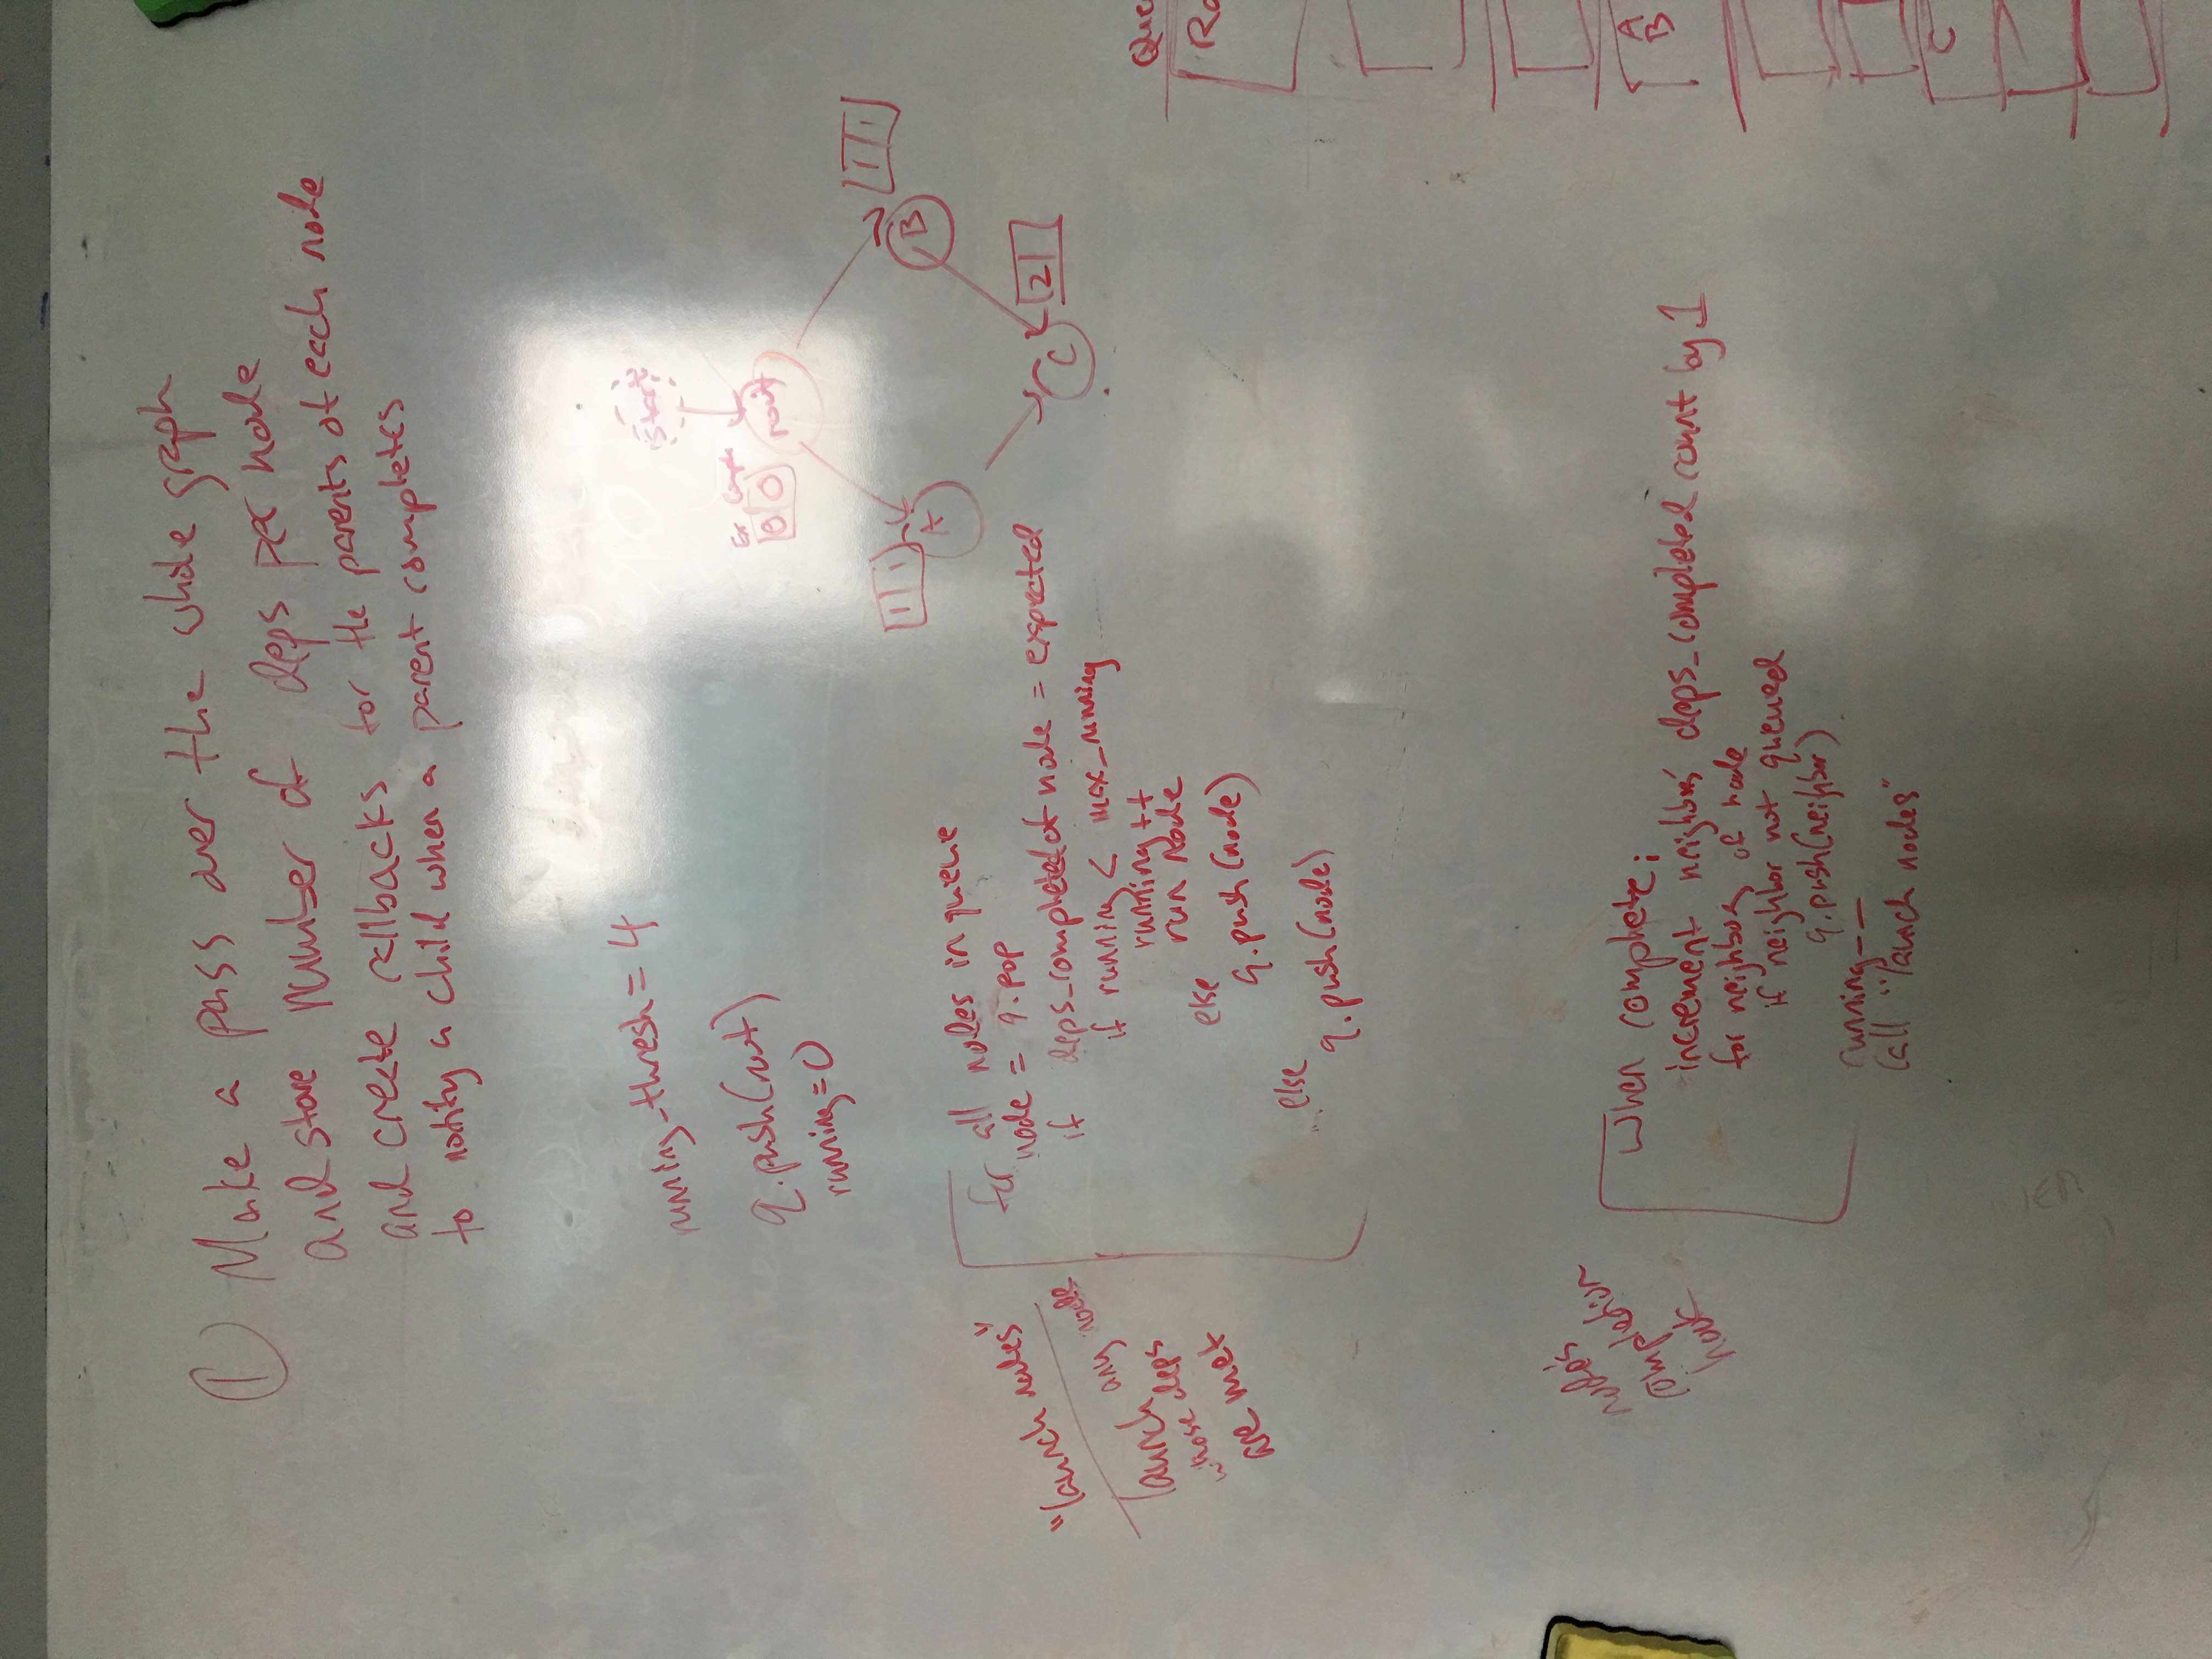 ① Make a pass over the whole graph
and store number of deps per node
and create callbacks for the parents of each node
to notify a child when a parent completes
running_thresh = 4
q.push(root)
running = 0
start
Ex Comple
0 0
root
1 1
A
1 1
B
2
C
"launch nodes"
launch any node
whose deps
are met
for all nodes in queue
node = q.pop
if deps_completed of node = expected
if running < max_running
running++
run node
else
q.push(node)
else
q.push(node)
node's
completion
hook
When complete:
increment neighbors' deps_completed count by 1
for neighbors of node
if neighbor not queued
q.push(neighbor)
running--
Call "launch nodes"
Que
Ro
A
B
C